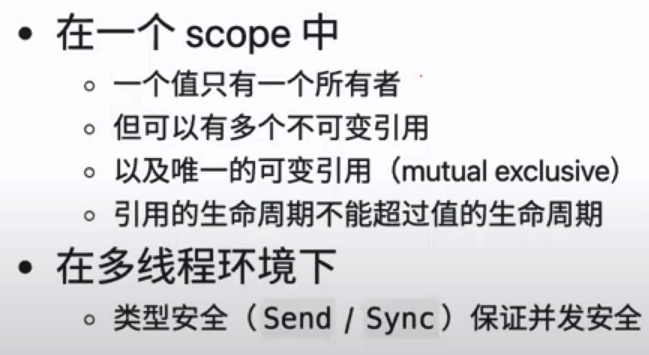 在一个 scope 中
一个值只有一个所有者
但可以有多个不可变引用
以及唯一的可变引用（mutual exclusive）
引用的生命周期不能超过值的生命周期
在多线程环境下
类型安全（Send / Sync）保证并发安全